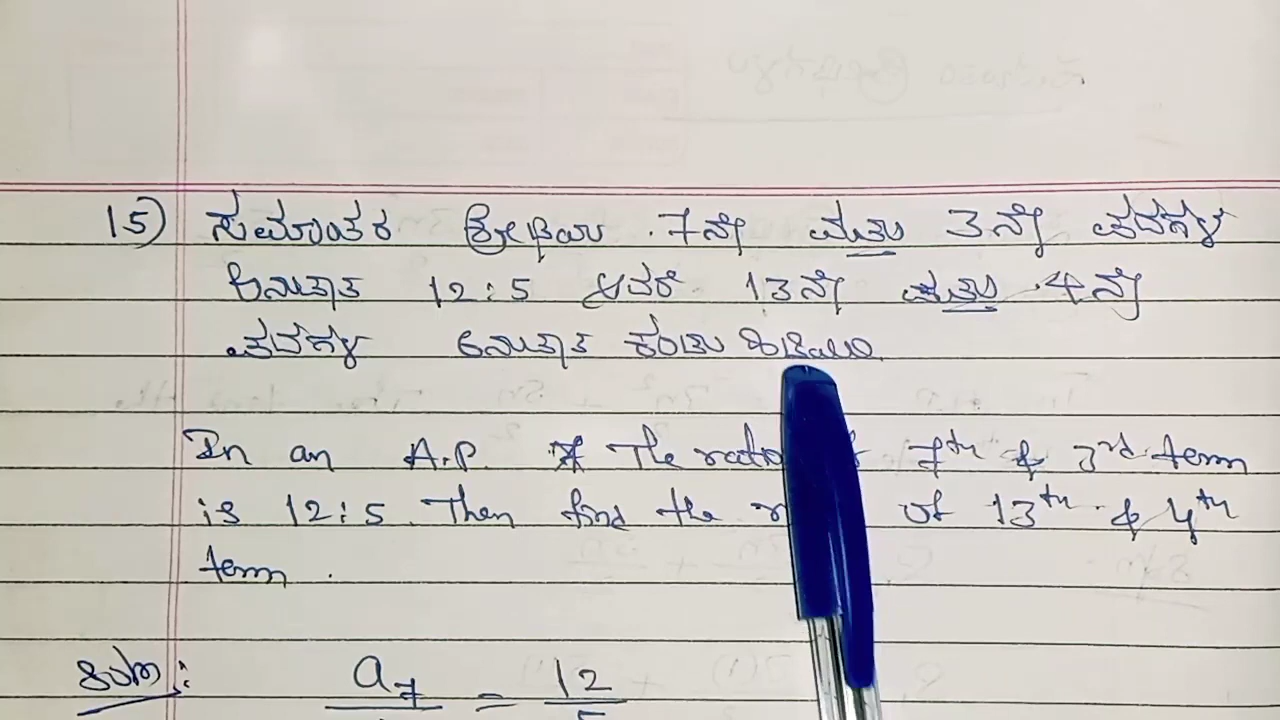 15) ಸಮಾಂತರ ಶ್ರೇಢಿಯ 7ನೇ ಮತ್ತು 3ನೇ ಪದಗಳ
ಅನುಪಾತ 12:5 ಆದರೆ 13ನೇ ಮತ್ತು 4ನೇ
ಪದಗಳ ಅನುಪಾತ ಕಂಡು ಹಿಡಿಯಿರಿ.
In an A.P. The ratio 7th & 3rd term
is 12:5. Then find the of 13th & 4th
term.
a7 = 12